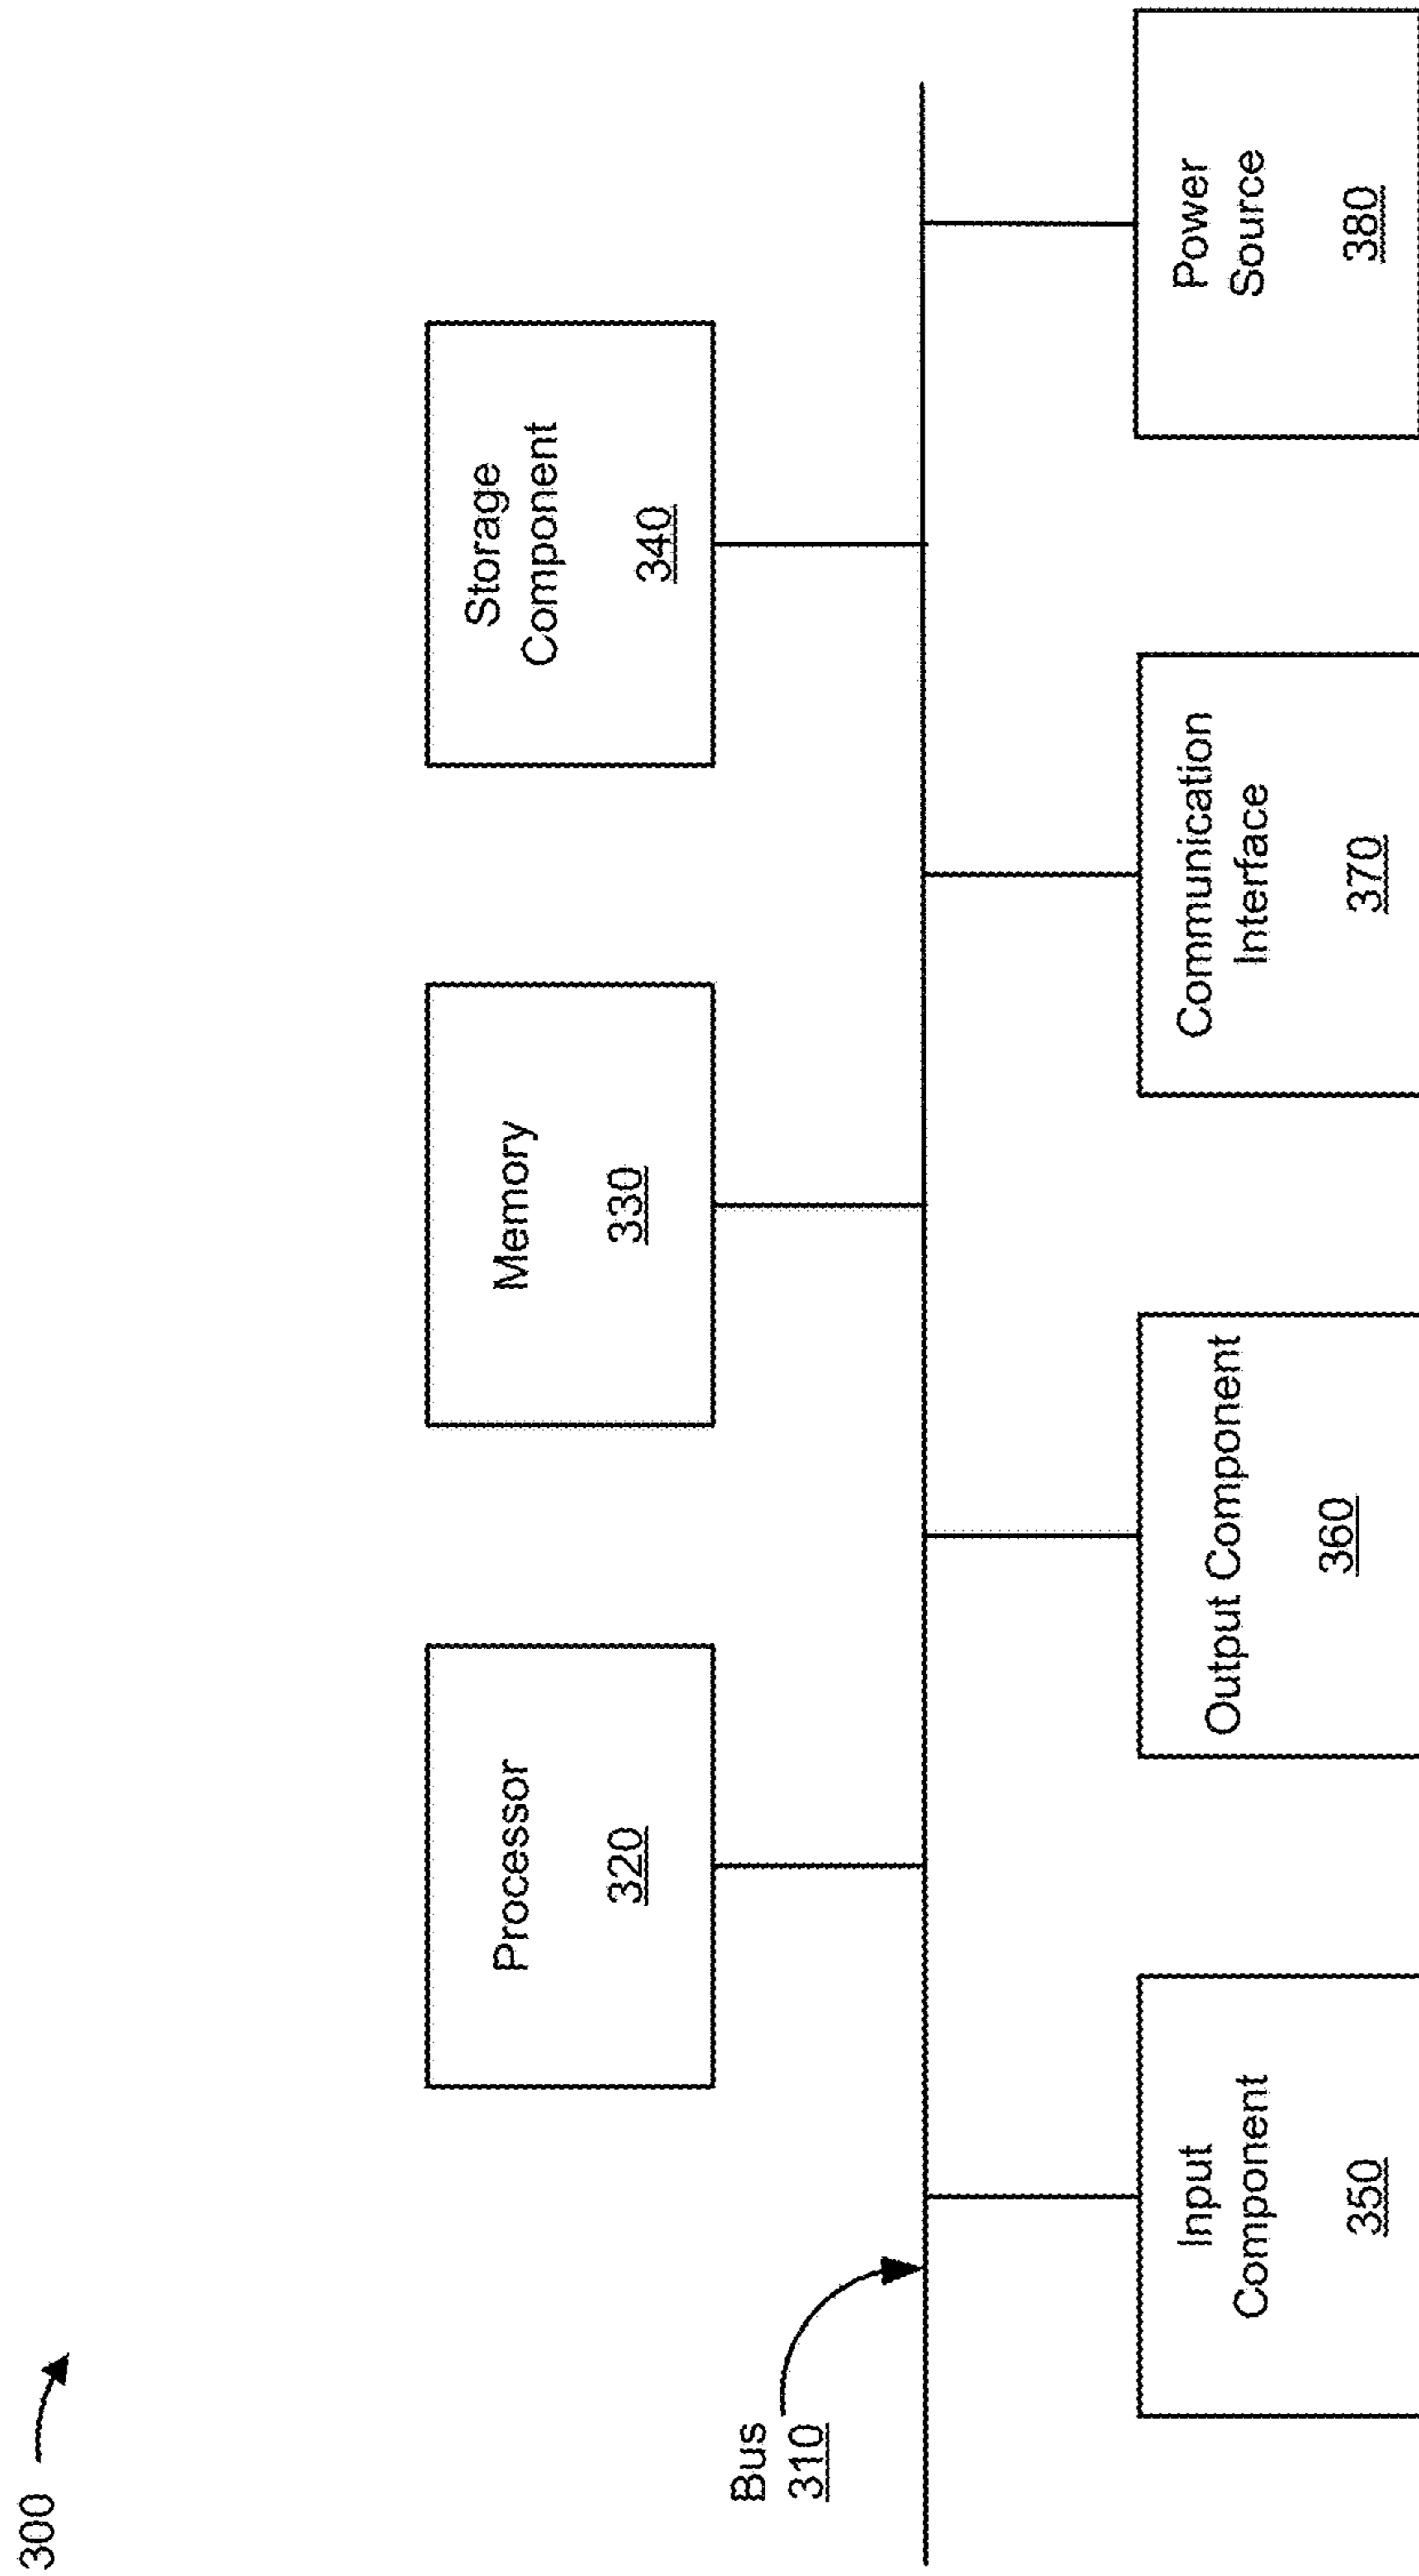 300
Processor
320
Memory
330
Storage
Component
340
Bus
310
Input
Component
350
Output Component
360
Communication
Interface
370
Power
Source
380